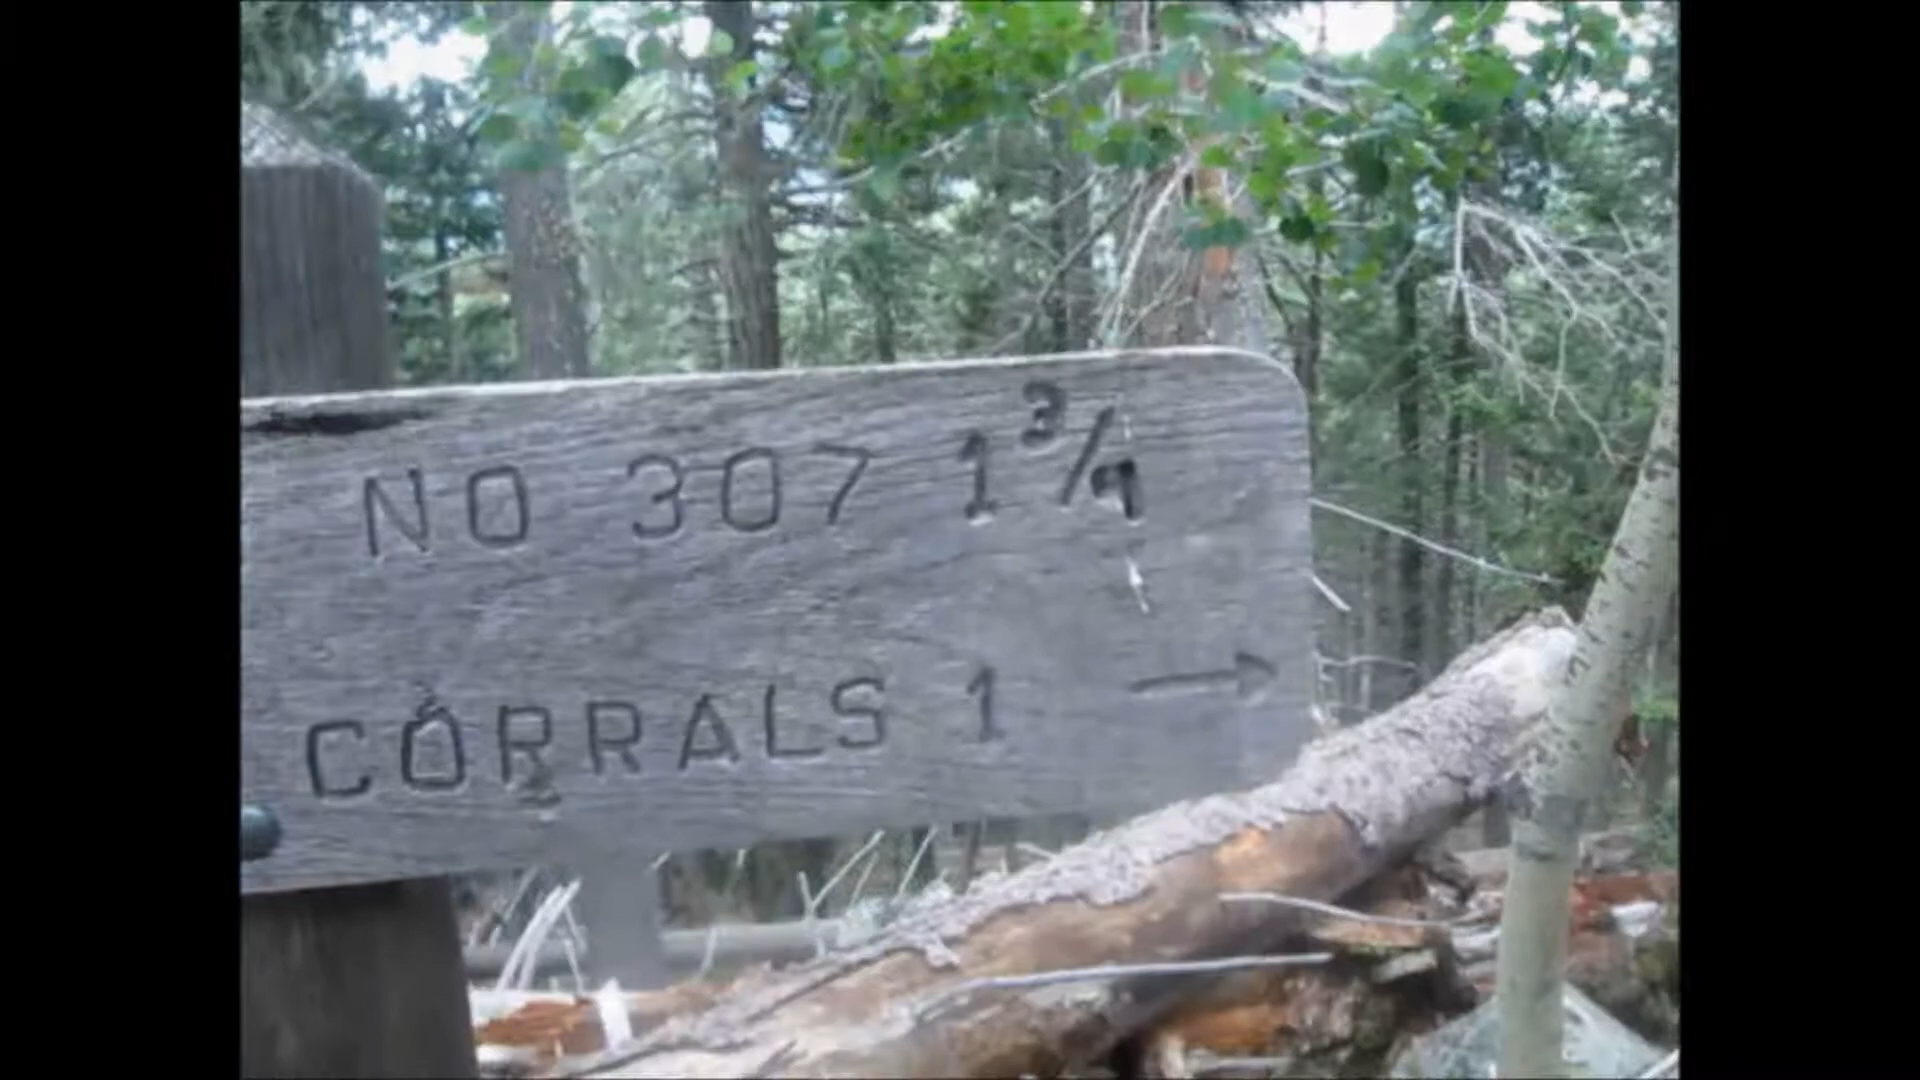 NO 307 1 3/4
CORRALS 1 →